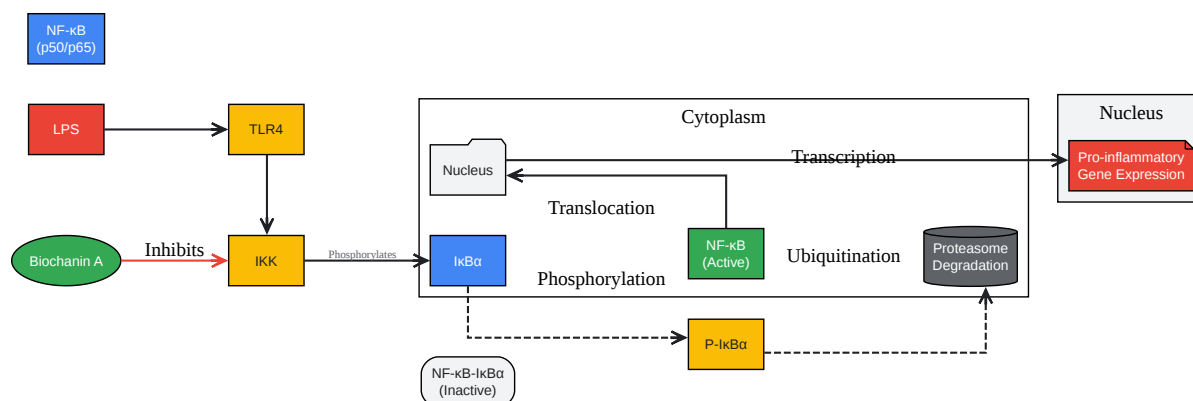 NF-κB
(p50/p65)
LPS
TLR4
Cytoplasm
Nucleus
Nucleus
Transcription
Pro-inflammatory
Gene Expression
Translocation
Biochanin A
Inhibits
IKK
Phosphorylates
IκBα
NF-κB
(Active)
Ubiquitination
Proteasome
Degradation
Phosphorylation
P-IκBα
NF-κB-IκBα
(Inactive)